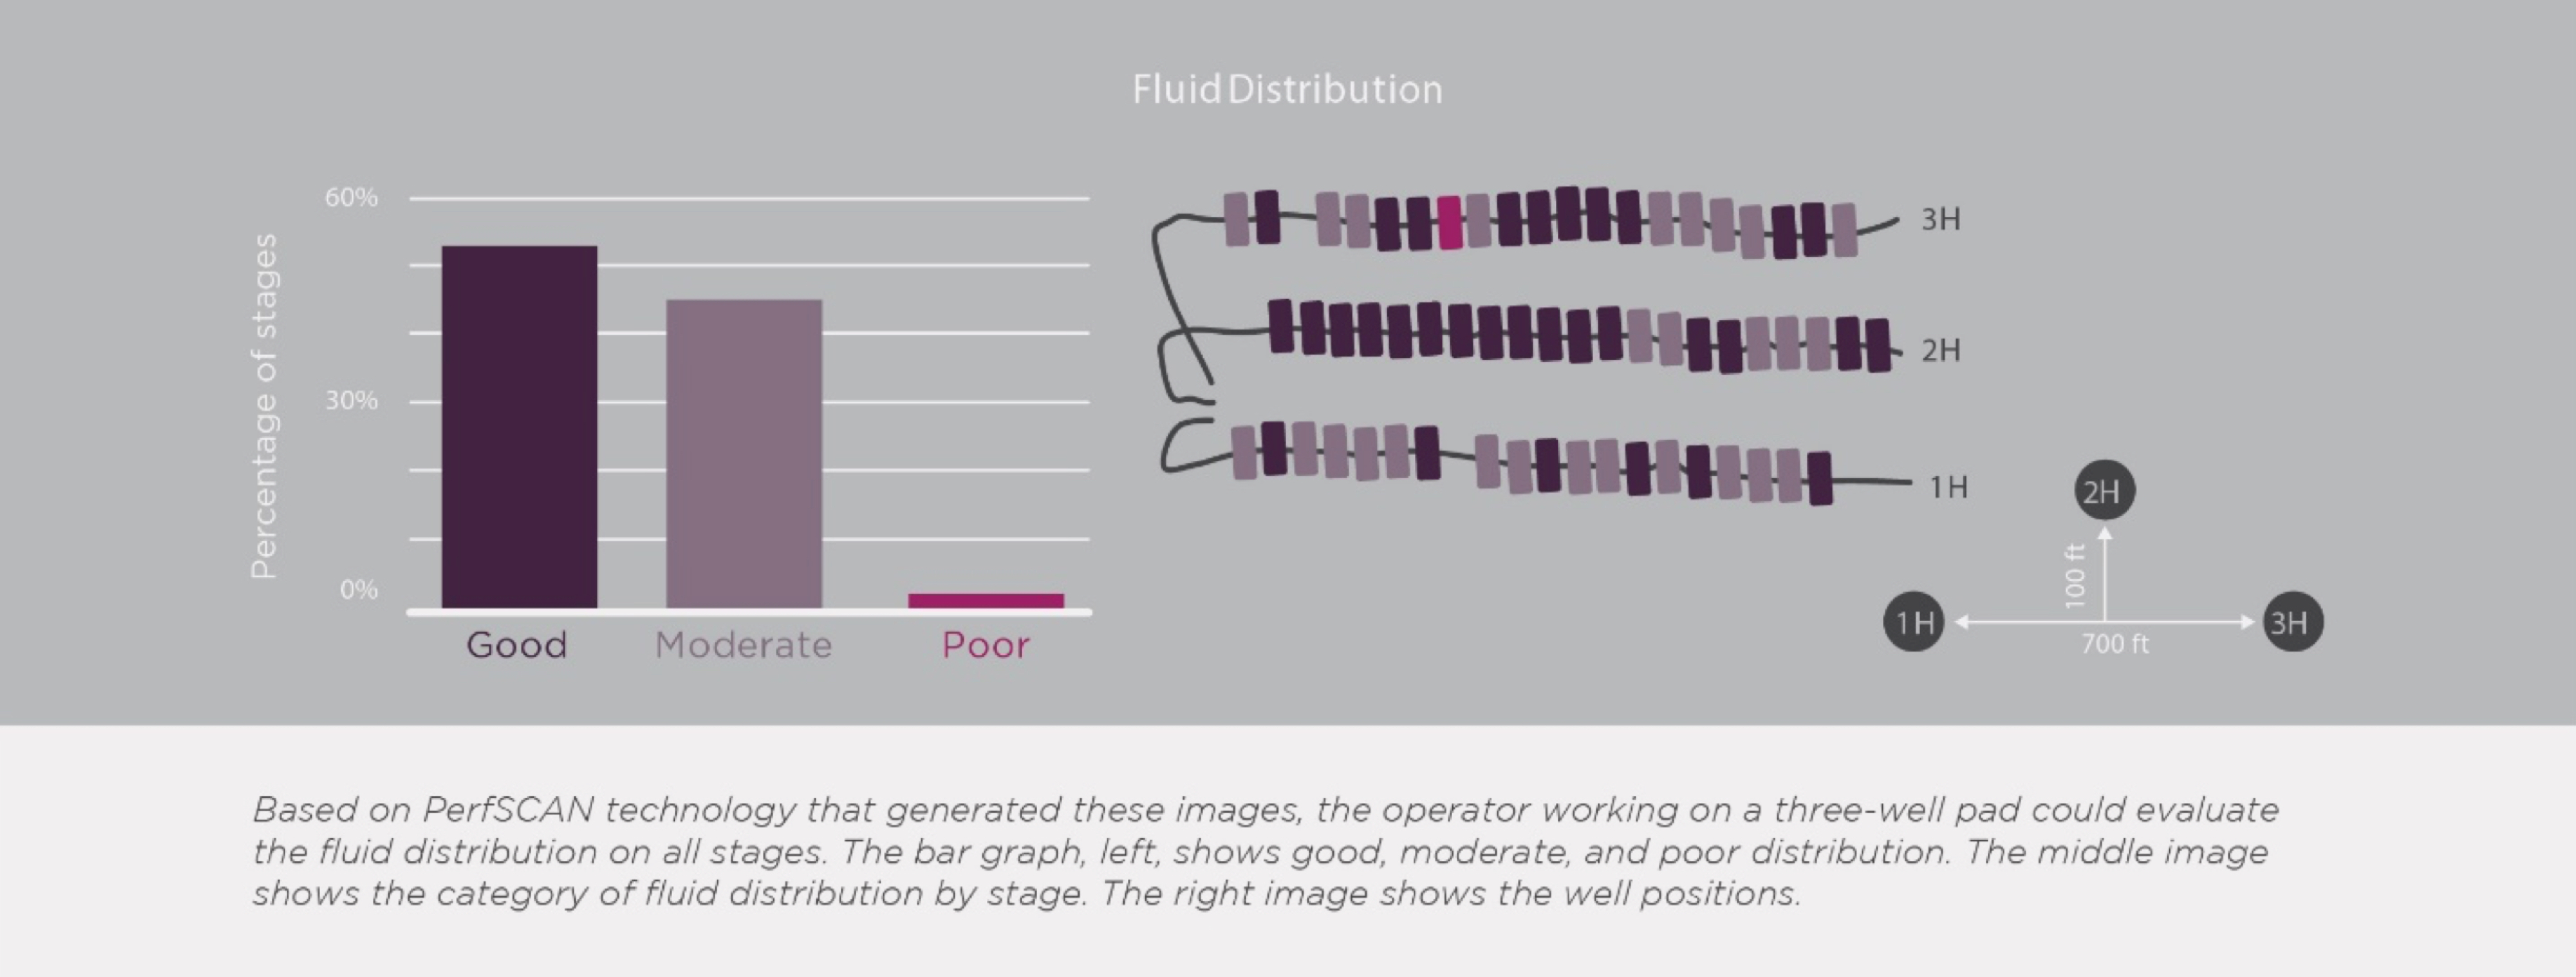 Fluid Distribution
Percentage of stages
60%
30%
0%
Good
Moderate
Poor
3H
2H
1H
2H
100 ft
1H
3H
700 ft
Based on PerfSCAN technology that generated these images, the operator working on a three-well pad could evaluate
the fluid distribution on all stages. The bar graph, left, shows good, moderate, and poor distribution. The middle image
shows the category of fluid distribution by stage. The right image shows the well positions.